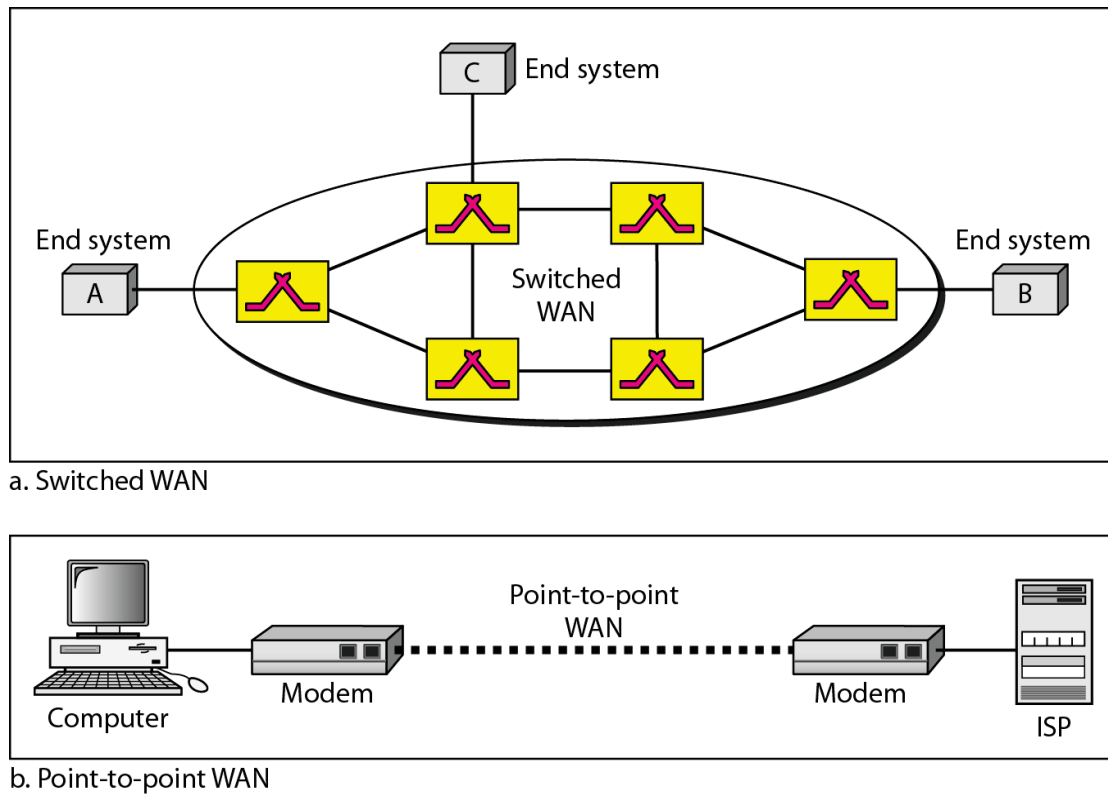 C
End system
End system
A
Switched
WAN
End system
B
a. Switched WAN
Point-to-point
WAN
Computer
Modem
Modem
ISP
b. Point-to-point WAN